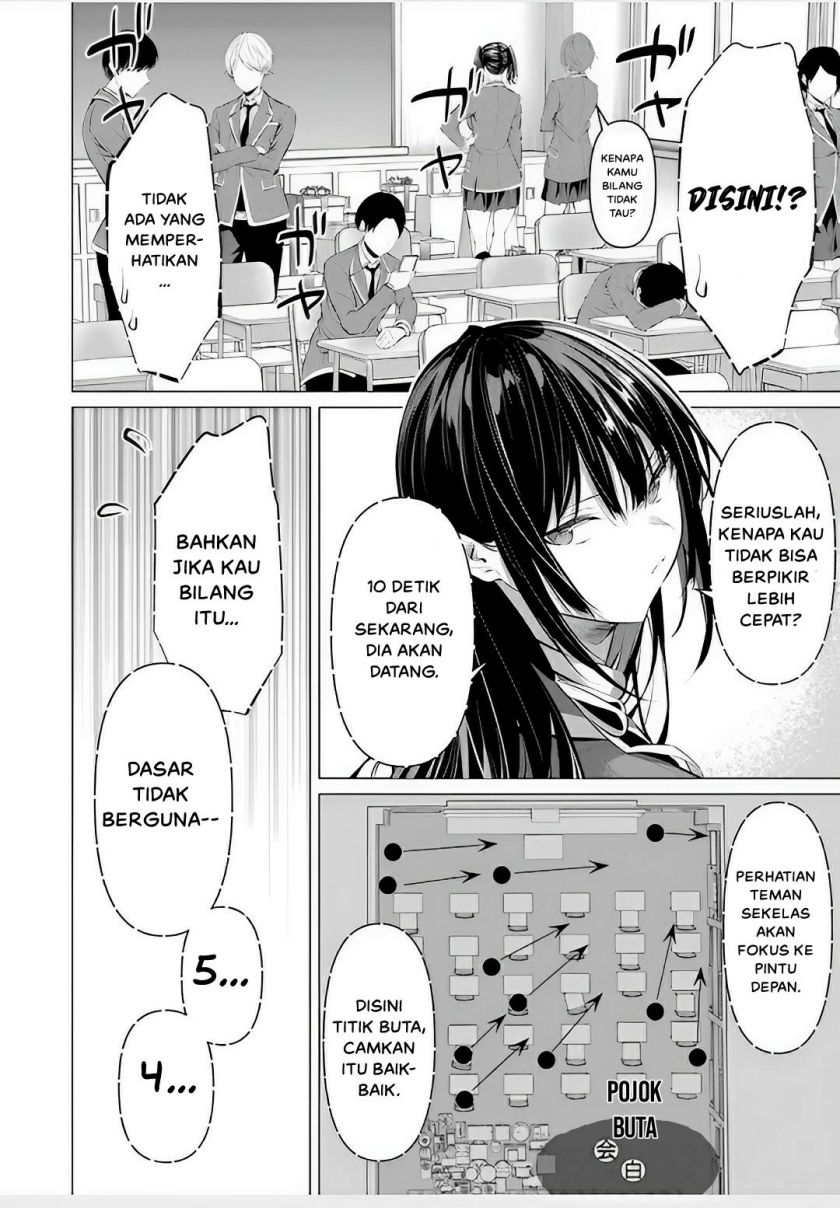 DISINI!?
KENAPA
KAMU
BILANG
TIDAK
TAU?
TIDAK
ADA YANG
MEMPER-
HATIKAN
...
ガヤ
ガヤ
ガヤ
ガヤ
SERIUSLAH,
KENAPA KAU
TIDAK BISA
BERPIKIR
LEBIH
CEPAT?
10 DETIK
DARI
SEKARANG,
DIA AKAN
DATANG.
BAHKAN
JIKA KAU
BILANG
ITU...
DASAR
TIDAK
BERGUNA--
5...
4...
PERHATIAN
TEMAN
SEKELAS
AKAN
FOKUS KE
PINTU
DEPAN.
DISINI
TITIK BUTA,
CAMKAN
ITU BAIK-
BAIK.
POJOK
BUTA
会
白